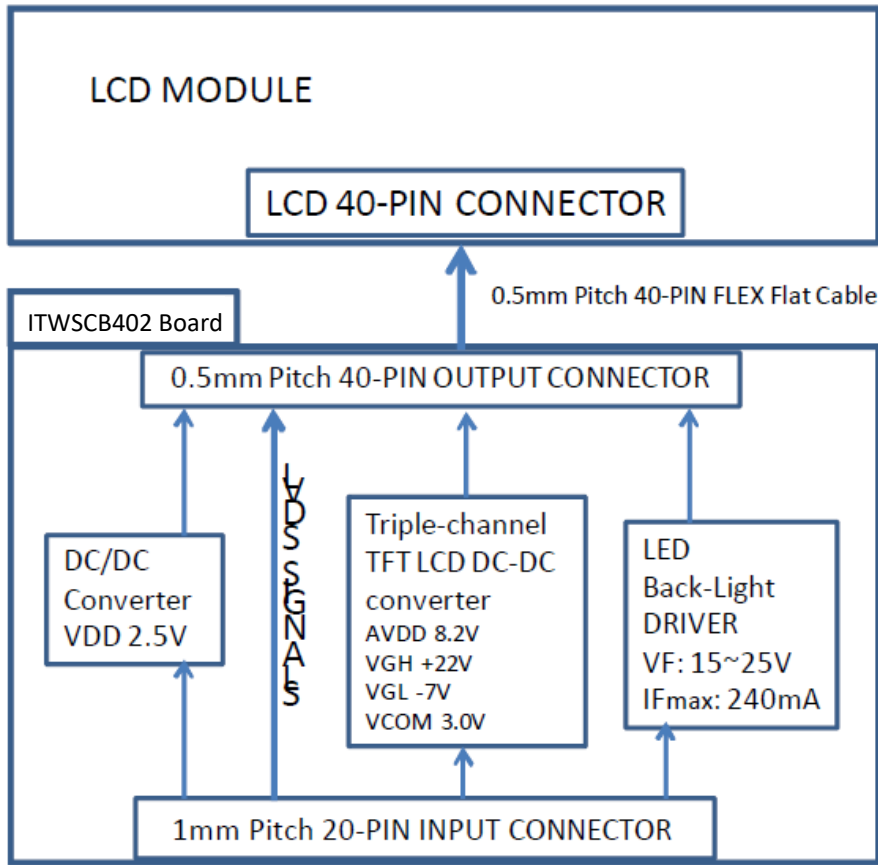 LCD MODULE
LCD 40-PIN CONNECTOR
0.5mm Pitch 40-PIN FLEX Flat Cable
ITWSCB402 Board
0.5mm Pitch 40-PIN OUTPUT CONNECTOR
DC/DC
Converter
VDD 2.5V
LVDS SIGNALS
Triple-channel
TFT LCD DC-DC
converter
AVDD 8.2V
VGH +22V
VGL -7V
VCOM 3.0V
LED
Back-Light
DRIVER
VF: 15~25V
IFmax: 240mA
1mm Pitch 20-PIN INPUT CONNECTOR